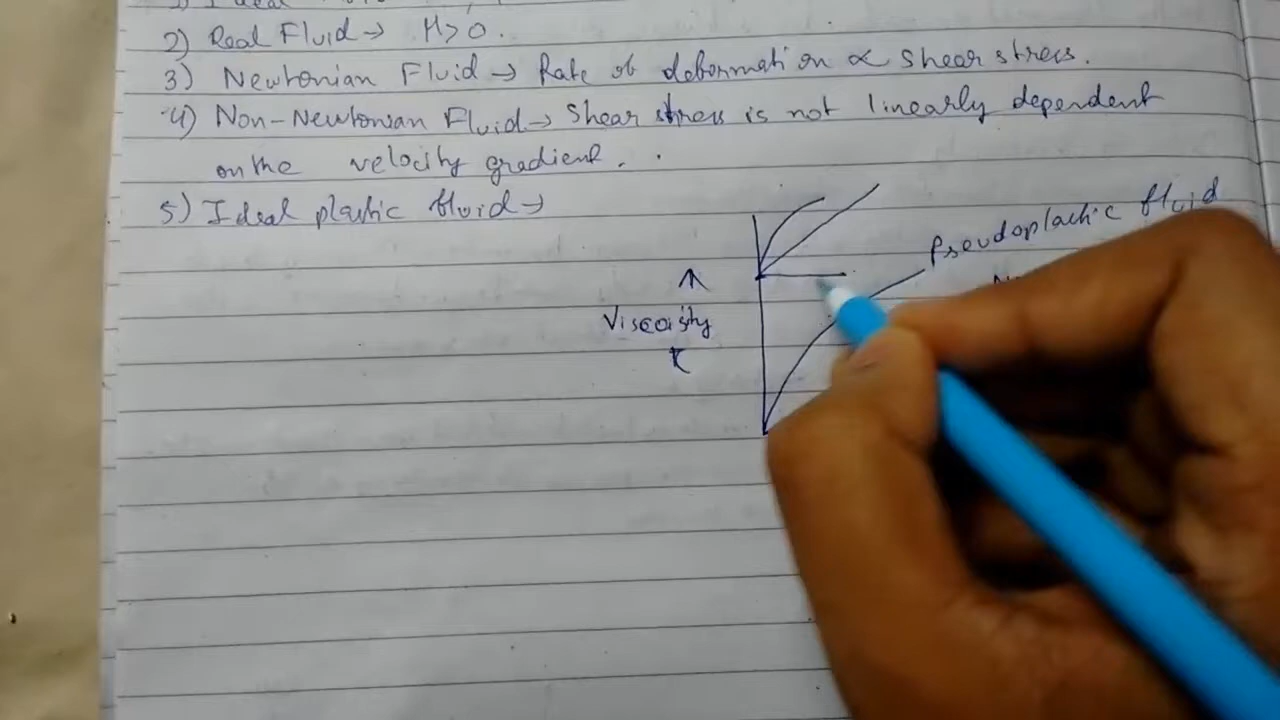 2) Real Fluid → μ > 0.
3) Newtonian Fluid → Rate of deformation ∝ shear stress.
4) Non-Newtonian Fluid → Shear stress is not linearly dependent
on the velocity gradient.
5) Ideal plastic fluid →
Pseudoplastic fluid
↑
Viscosity
τ